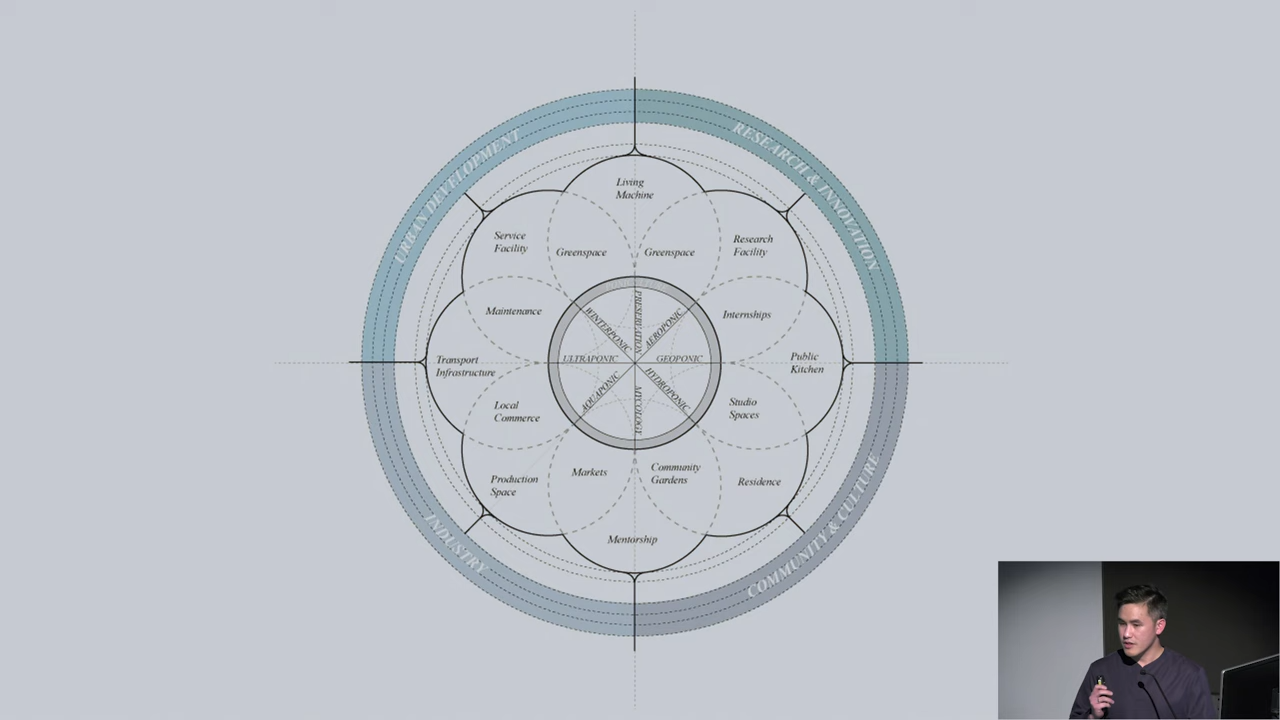 URBAN DEVELOPMENT
RESEARCH & INNOVATION
Living
Machine
Service
Facility
Greenspace
Greenspace
Research
Facility
Maintenance
Internships
Transport
Infrastructure
Public
Kitchen
Local
Commerce
Studio
Spaces
Production
Space
Markets
Community
Gardens
Residence
Mentorship
WINTERPONIC
PRESERVATION
AEROPONIC
ULTRAPONIC
GEOPONIC
AQUAPONIC
MYCOLOGY
HYDROPONIC
INDUSTRY
COMMUNITY & CULTURE